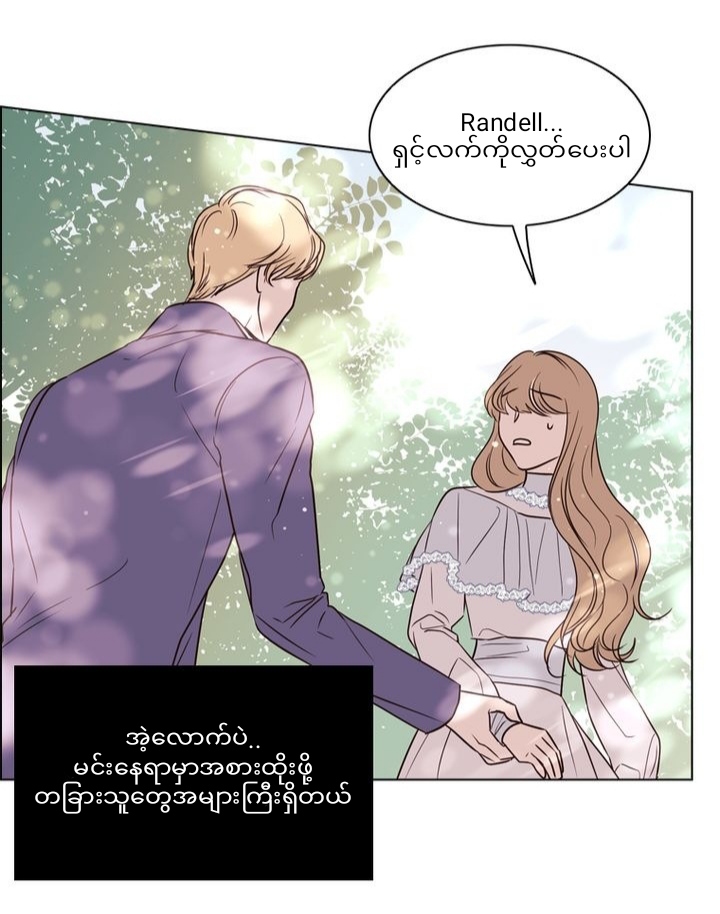 Randell...
ရှင့်လက်ကိုလွှတ်ပေးပါ
အဲ့လောက်ပဲ..
မင်းနေရာမှာအစားထိုးဖို့
တခြားသူတွေအများကြီးရှိတယ်